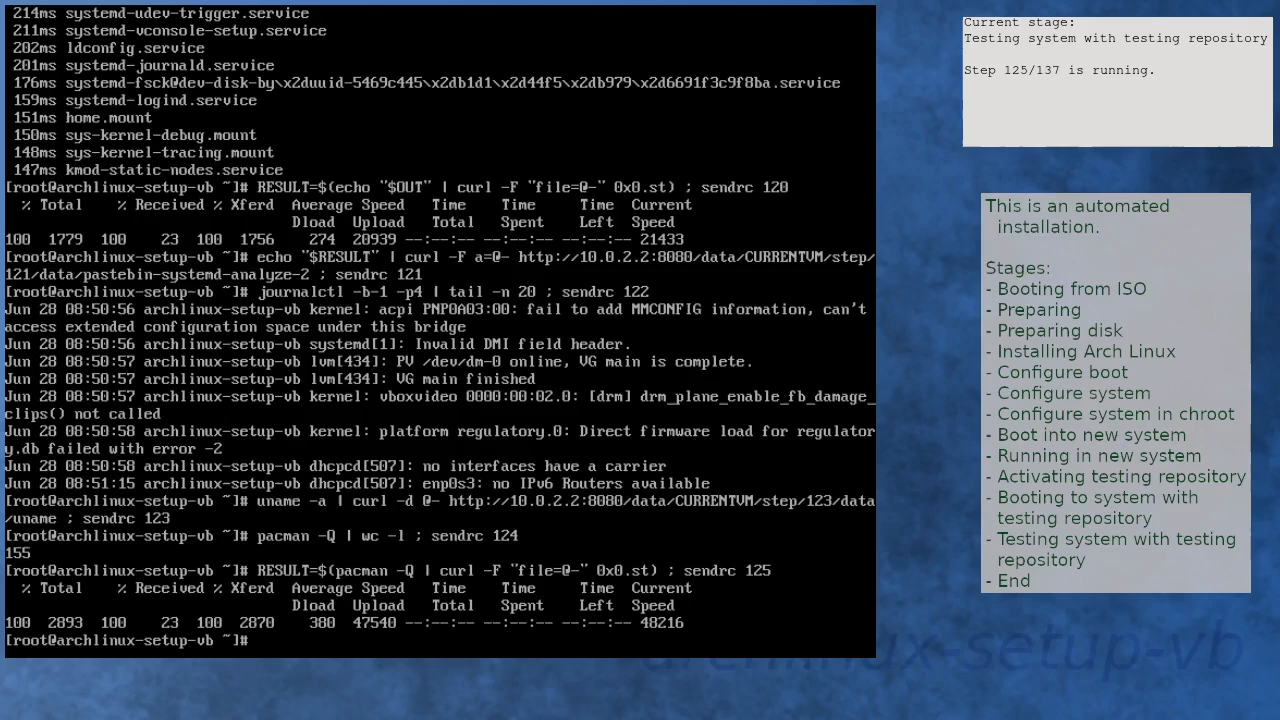 214ms systemd-udev-trigger.service
211ms systemd-vconsole-setup.service
202ms ldconfig.service
201ms systemd-journald.service
176ms systemd-fsck@dev-disk-by\x2duuid-5469c445\x2db1d1\x2d44f5\x2db979\x2d6691f3c9f8ba.service
159ms systemd-logind.service
151ms home.mount
150ms sys-kernel-debug.mount
148ms sys-kernel-tracing.mount
147ms kmod-static-nodes.service
[root@archlinux-setup-vb ~]# RESULT=$(echo "$OUT" | curl -F "file=@-" 0x0.st) ; sendrc 120
% Total    % Received % Xferd  Average Speed   Time    Time     Time  Current
Dload  Upload   Total   Spent    Left  Speed
100  1779  100    23  100  1756    274  20939 --:--:-- --:--:-- --:--:-- 21433
[root@archlinux-setup-vb ~]# echo "$RESULT" | curl -F a=@- http://10.0.2.2:8080/data/CURRENTVM/step/
121/data/pastebin-systemd-analyze-2 ; sendrc 121
[root@archlinux-setup-vb ~]# journalctl -b-1 -p4 | tail -n 20 ; sendrc 122
Jun 28 08:50:56 archlinux-setup-vb kernel: acpi PNP0A03:00: fail to add MMCONFIG information, can't
access extended configuration space under this bridge
Jun 28 08:50:56 archlinux-setup-vb systemd[1]: Invalid DMI field header.
Jun 28 08:50:57 archlinux-setup-vb lvm[434]: PV /dev/dm-0 online, VG main is complete.
Jun 28 08:50:57 archlinux-setup-vb lvm[434]: VG main finished
Jun 28 08:50:57 archlinux-setup-vb kernel: vboxvideo 0000:00:02.0: [drm] drm_plane_enable_fb_damage_
clips() not called
Jun 28 08:50:58 archlinux-setup-vb kernel: platform regulatory.0: Direct firmware load for regulator
y.db failed with error -2
Jun 28 08:50:58 archlinux-setup-vb dhcpcd[507]: no interfaces have a carrier
Jun 28 08:51:15 archlinux-setup-vb dhcpcd[507]: enp0s3: no IPv6 Routers available
[root@archlinux-setup-vb ~]# uname -a | curl -d @- http://10.0.2.2:8080/data/CURRENTVM/step/123/data
/uname ; sendrc 123
[root@archlinux-setup-vb ~]# pacman -Q | wc -l ; sendrc 124
155
[root@archlinux-setup-vb ~]# RESULT=$(pacman -Q | curl -F "file=@-" 0x0.st) ; sendrc 125
% Total    % Received % Xferd  Average Speed   Time    Time     Time  Current
Dload  Upload   Total   Spent    Left  Speed
100  2893  100    23  100  2870    380  47540 --:--:-- --:--:-- --:--:-- 48216
[root@archlinux-setup-vb ~]#
Current stage:
Testing system with testing repository
Step 125/137 is running.
This is an automated
installation.
Stages:
- Booting from ISO
- Preparing
- Preparing disk
- Installing Arch Linux
- Configure boot
- Configure system
- Configure system in chroot
- Boot into new system
- Running in new system
- Activating testing repository
- Booting to system with
testing repository
- Testing system with testing
repository
- End
archlinux-setup-vb